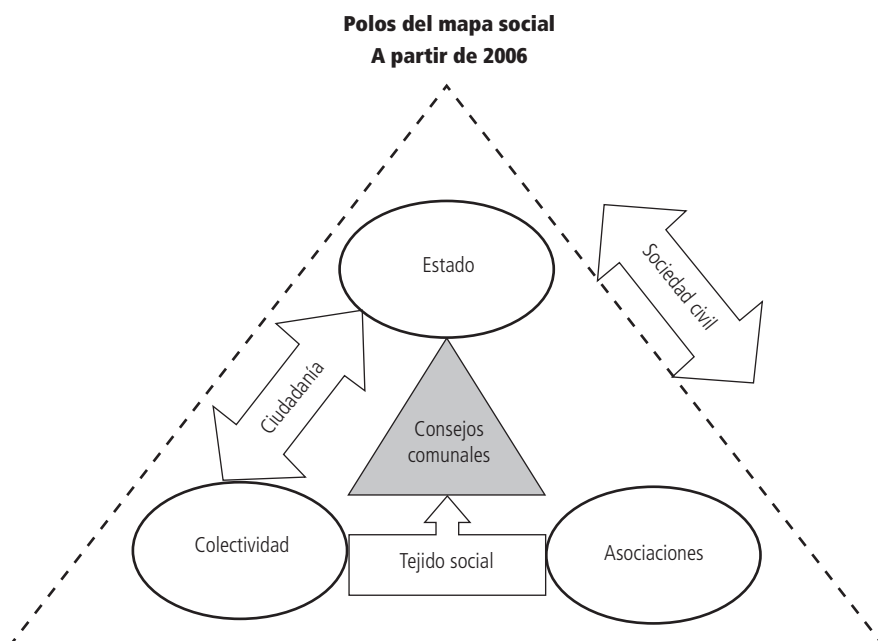 Polos del mapa social
A partir de 2006
Estado
Sociedad civil
Ciudadanía
Consejos
comunales
Colectividad
Tejido social
Asociaciones